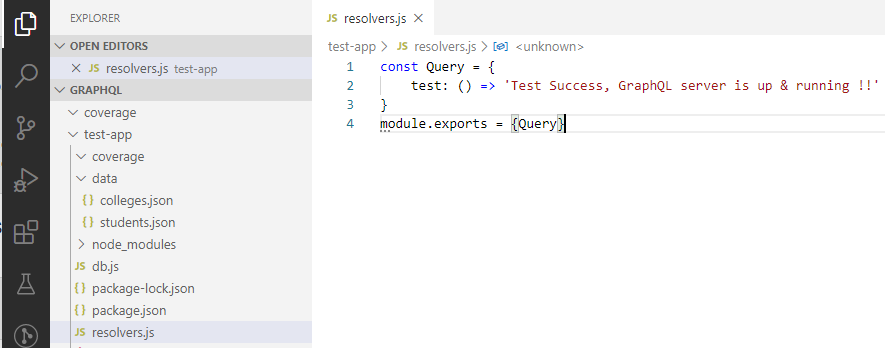 EXPLORER
OPEN EDITORS
JS resolvers.js test-app
GRAPHQL
coverage
test-app
coverage
data
{} colleges.json
{} students.json
node_modules
JS db.js
{} package-lock.json
{} package.json
JS resolvers.js
JS resolvers.js
test-app > JS resolvers.js > <unknown>
1 const Query = {
2 test: () => 'Test Success, GraphQL server is up & running !!'
3 }
4 module.exports = {Query}